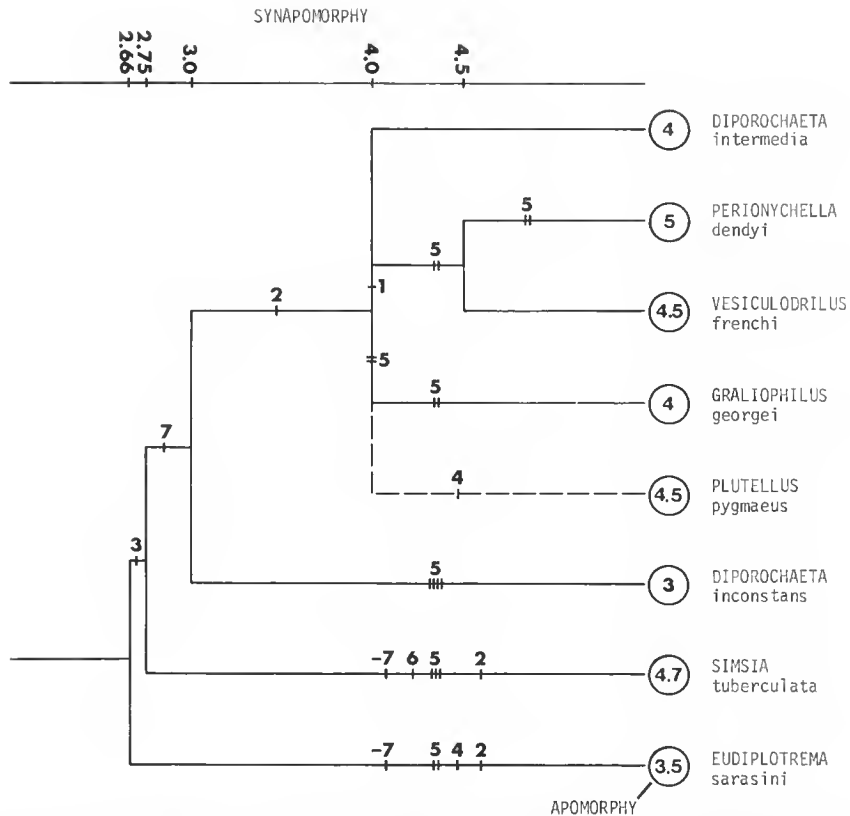 SYNAPOMORPHY
2.66 2.75 3.0 4.0 4.5
4 DIPOROCHAETA
intermedia
5
5 PERIONYCHELLA
dendyi
5
1
2
4.5 VESICULODRILUS
frenchi
5
5
4 GRALIOPHILUS
georgei
7
4
4.5 PLUTELLUS
pygmaeus
3
5
3 DIPOROCHAETA
inconstans
-7 6 5 2
4.7 SIMSIA
tuberculata
-7 5 4 2
3.5 EUDIPLOTREMA
sarasini
APOMORPHY